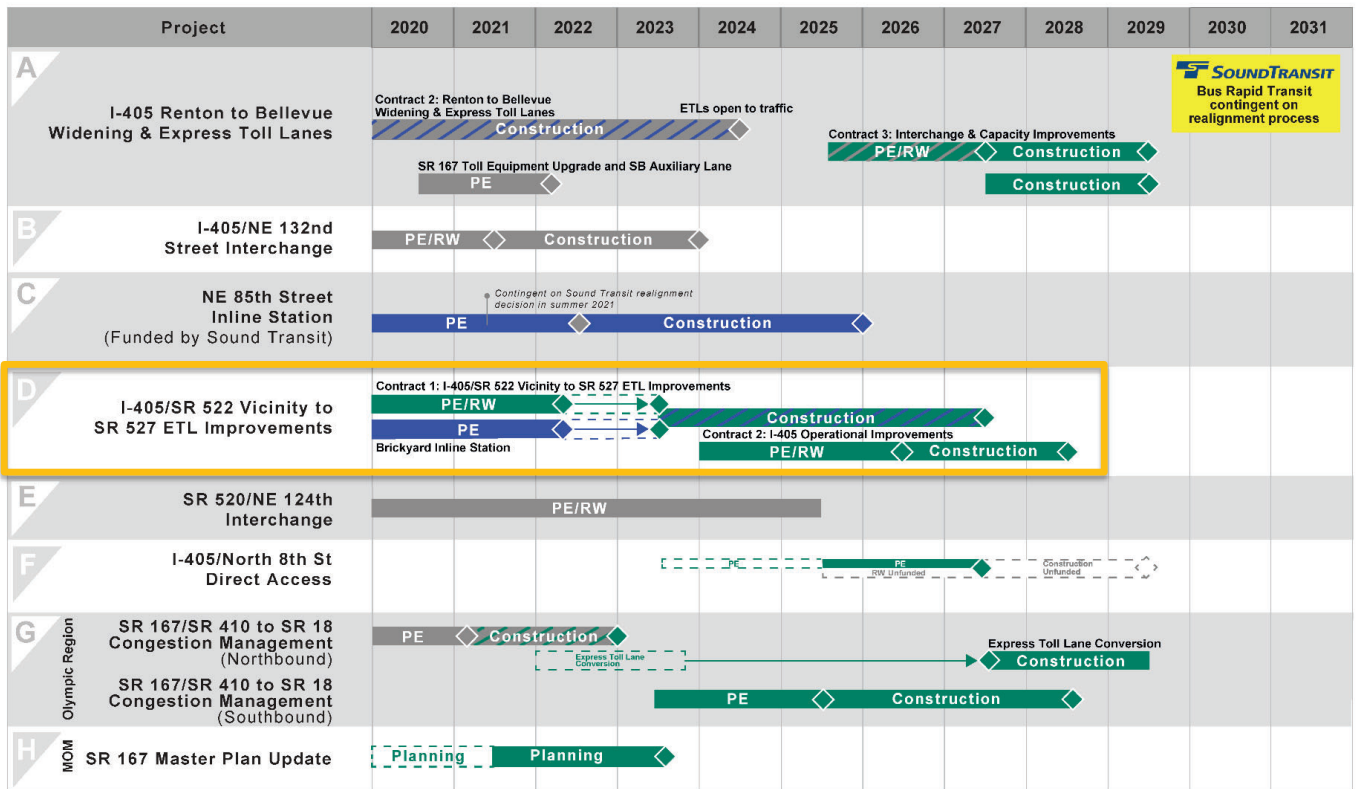 Project 2020 2021 2022 2023 2024 2025 2026 2027 2028 2029 2030 2031
A
I-405 Renton to Bellevue
Widening & Express Toll Lanes
Contract 2: Renton to Bellevue
Widening & Express Toll Lanes
ETLs open to traffic
Construction
SR 167 Toll Equipment Upgrade and SB Auxiliary Lane
PE
Contract 3: Interchange & Capacity Improvements
PE/RW Construction
Construction
SOUNDTRANSIT
Bus Rapid Transit
contingent on
realignment process
B
I-405/NE 132nd
Street Interchange
PE/RW Construction
C
NE 85th Street
Inline Station
(Funded by Sound Transit)
Contingent on Sound Transit realignment
decision in summer 2021
PE Construction
D
I-405/SR 522 Vicinity to
SR 527 ETL Improvements
Contract 1: I-405/SR 522 Vicinity to SR 527 ETL Improvements
PE/RW
Construction
PE
Brickyard Inline Station
Contract 2: I-405 Operational Improvements
PE/RW Construction
E
SR 520/NE 124th
Interchange
PE/RW
F
I-405/North 8th St
Direct Access
PE
PE
RW Unfunded
Construction
Unfunded
G
Olympic Region
SR 167/SR 410 to SR 18
Congestion Management
(Northbound)
PE Construction
Express Toll Lane
Conversion
Express Toll Lane Conversion
Construction
SR 167/SR 410 to SR 18
Congestion Management
(Southbound)
PE Construction
H
MOM
SR 167 Master Plan Update
Planning Planning